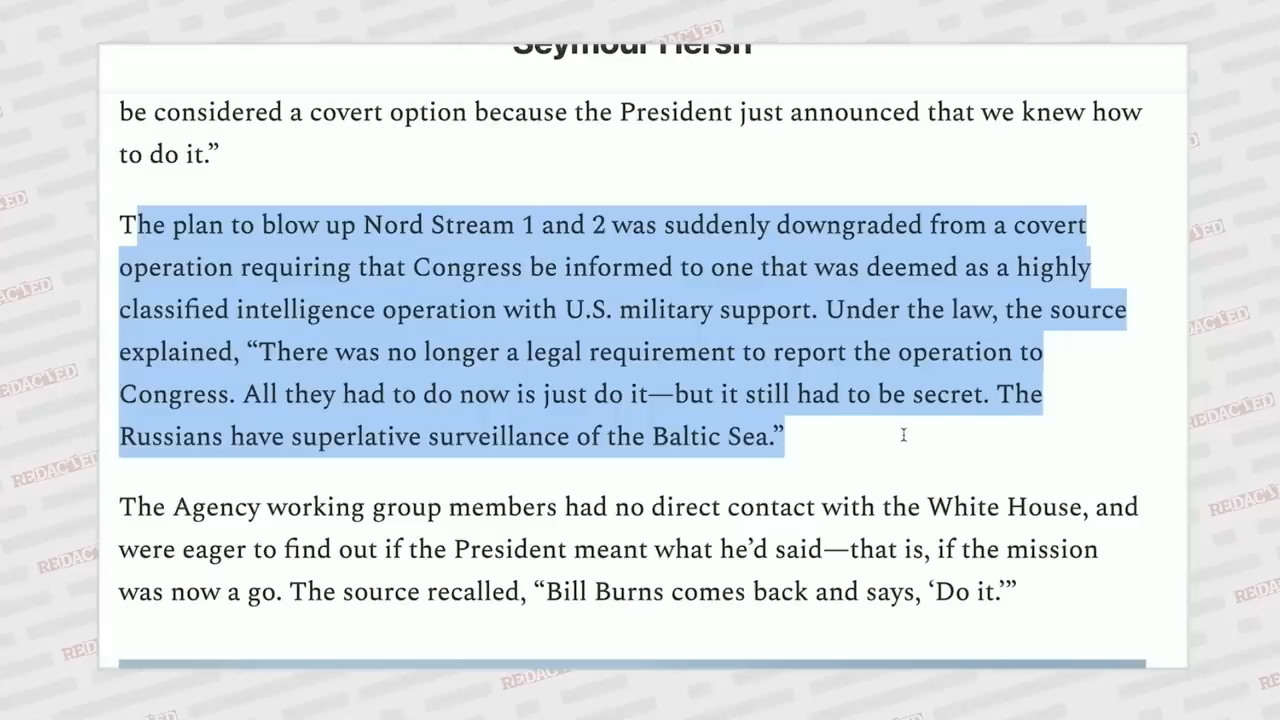 Seymour Hersh
be considered a covert option because the President just announced that we knew how
to do it.”
The plan to blow up Nord Stream 1 and 2 was suddenly downgraded from a covert
operation requiring that Congress be informed to one that was deemed as a highly
classified intelligence operation with U.S. military support. Under the law, the source
explained, “There was no longer a legal requirement to report the operation to
Congress. All they had to do now is just do it—but it still had to be secret. The
Russians have superlative surveillance of the Baltic Sea.”
The Agency working group members had no direct contact with the White House, and
were eager to find out if the President meant what he’d said—that is, if the mission
was now a go. The source recalled, “Bill Burns comes back and says, ‘Do it.’”
REDACTED